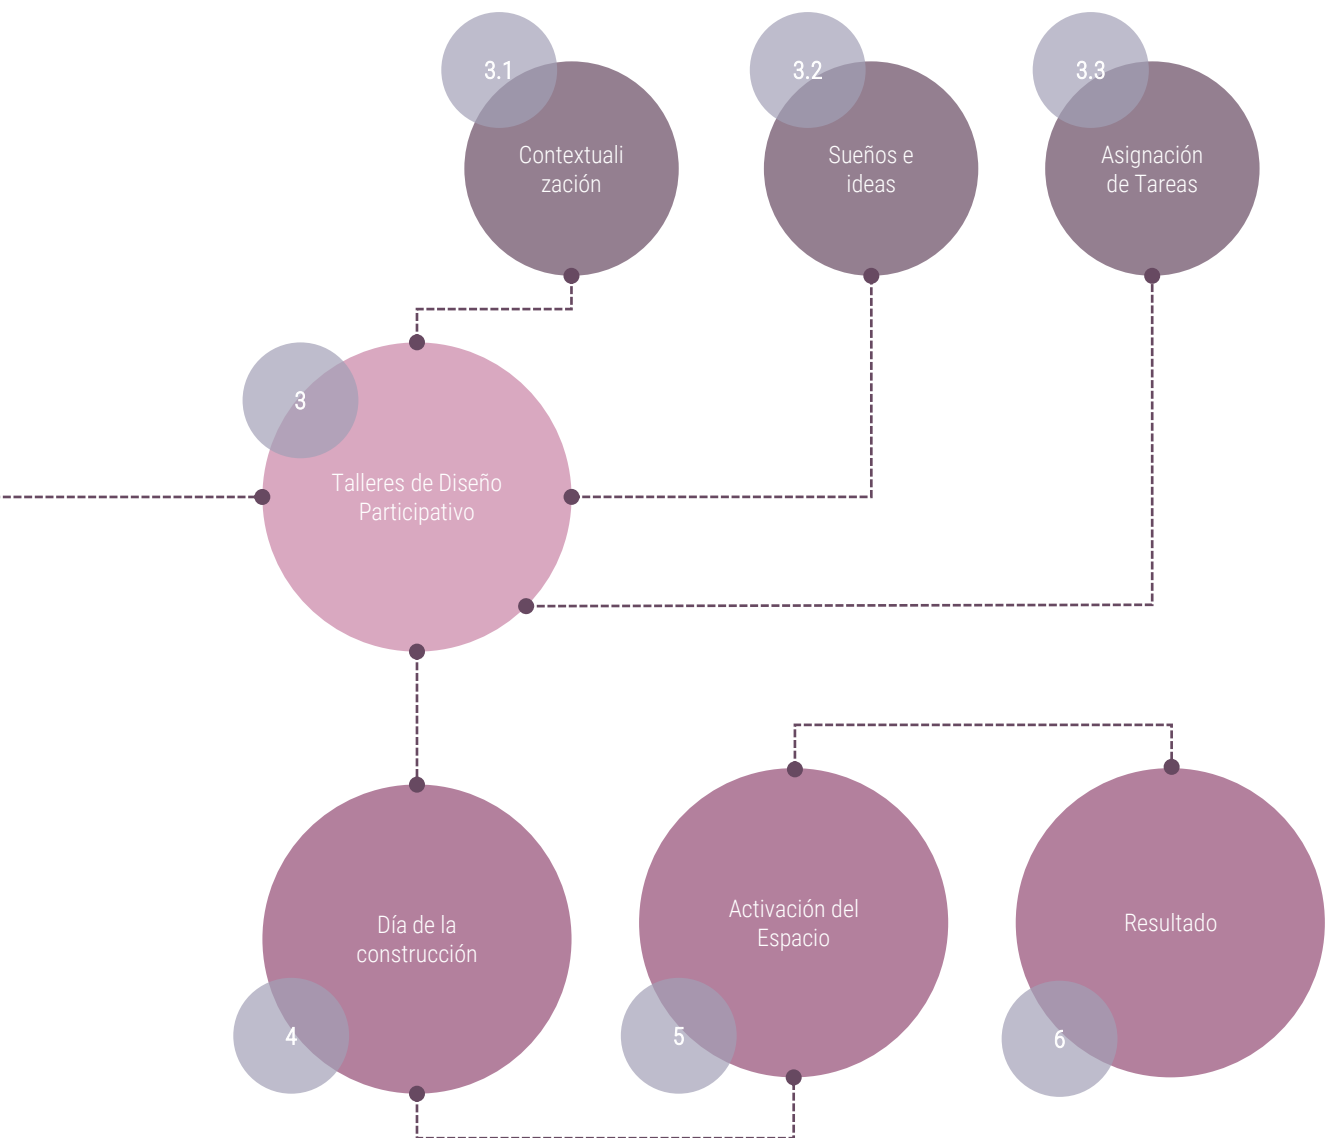 3.1
Contextuali
zación
3.2
Sueños e
ideas
3.3
Asignación
de Tareas
3
Talleres de Diseño
Participativo
Día de la
construcción
4
Activación del
Espacio
5
Resultado
6